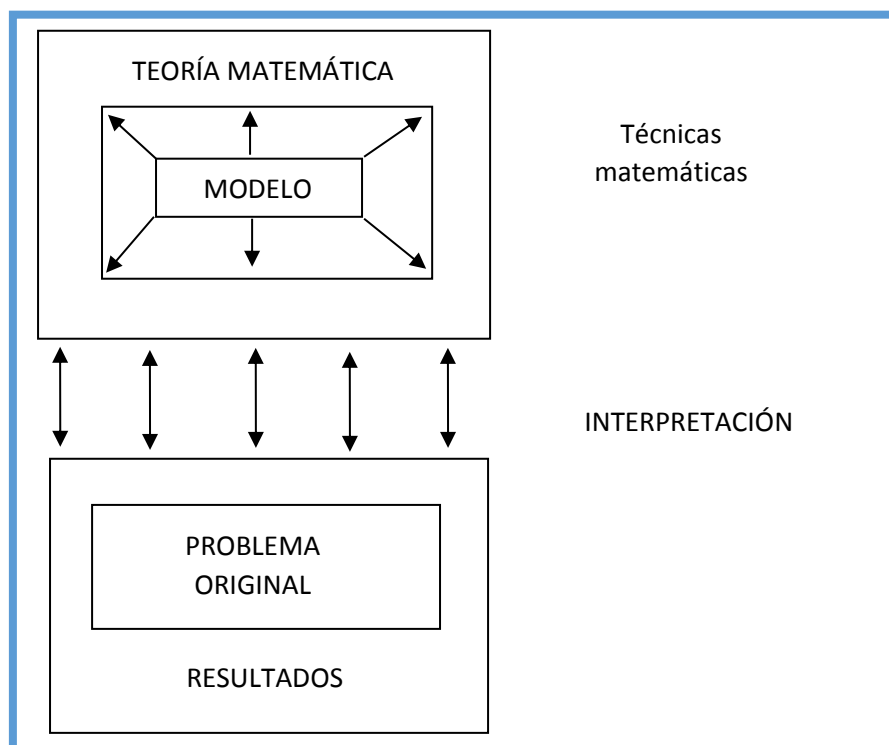 TEORÍA MATEMÁTICA
Técnicas
matemáticas
MODELO
INTERPRETACIÓN
PROBLEMA
ORIGINAL
RESULTADOS